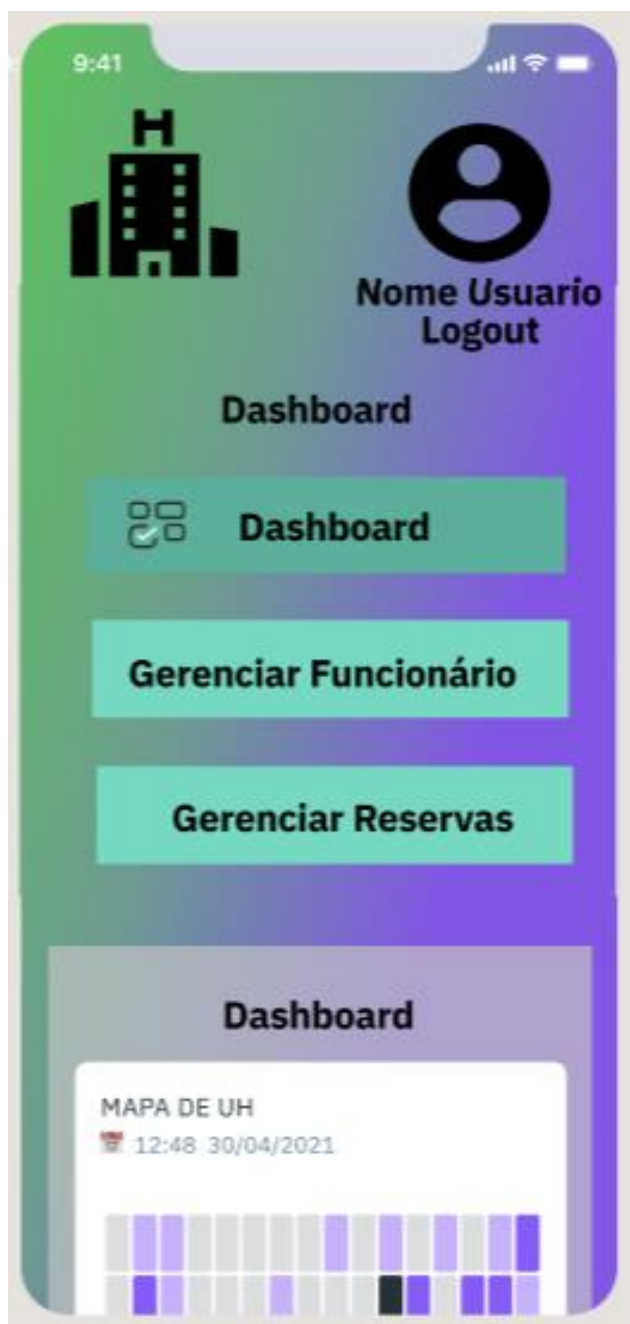 9:41
H
Nome Usuario
Logout
Dashboard
Dashboard
Gerenciar Funcionário
Gerenciar Reservas
Dashboard
MAPA DE UH
12:48 30/04/2021